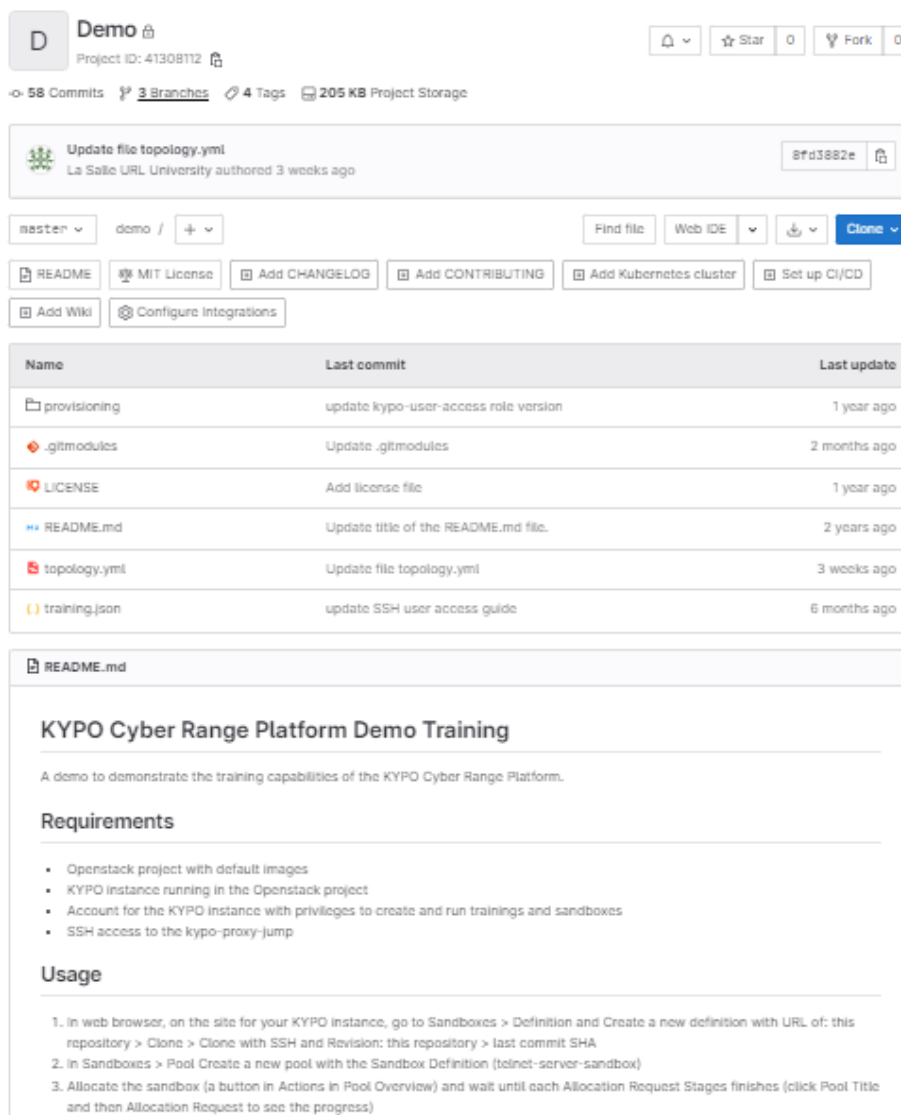 D
Demo
Project ID: 41308112
Star 0
Fork 0
58 Commits 3 Branches 4 Tags 205 KB Project Storage
Update file topology.yml
La Salle URL University authored 3 weeks ago
8fd3882e
master demo / +
Find file Web IDE Clone
README MIT License Add CHANGELOG Add CONTRIBUTING Add Kubernetes cluster Set up CI/CD
Add Wiki Configure Integrations
Name Last commit Last update
provisioning update kypo-user-access role version 1 year ago
.gitmodules Update .gitmodules 2 months ago
LICENSE Add license file 1 year ago
README.md Update title of the README.md file. 2 years ago
topology.yml Update file topology.yml 3 weeks ago
training.json update SSH user access guide 6 months ago
README.md
KYPO Cyber Range Platform Demo Training
A demo to demonstrate the training capabilities of the KYPO Cyber Range Platform.
Requirements
• Openstack project with default images
• KYPO instance running in the Openstack project
• Account for the KYPO instance with privileges to create and run trainings and sandboxes
• SSH access to the kypo-proxy-jump
Usage
1. In web browser, on the site for your KYPO instance, go to Sandboxes > Definition and Create a new definition with URL of: this
repository > Clone > Clone with SSH and Revision: this repository > last commit SHA
2. In Sandboxes > Pool Create a new pool with the Sandbox Definition (telnet-server-sandbox)
3. Allocate the sandbox (a button in Actions in Pool Overview) and wait until each Allocation Request Stages finishes (click Pool Title
and then Allocation Request to see the progress)